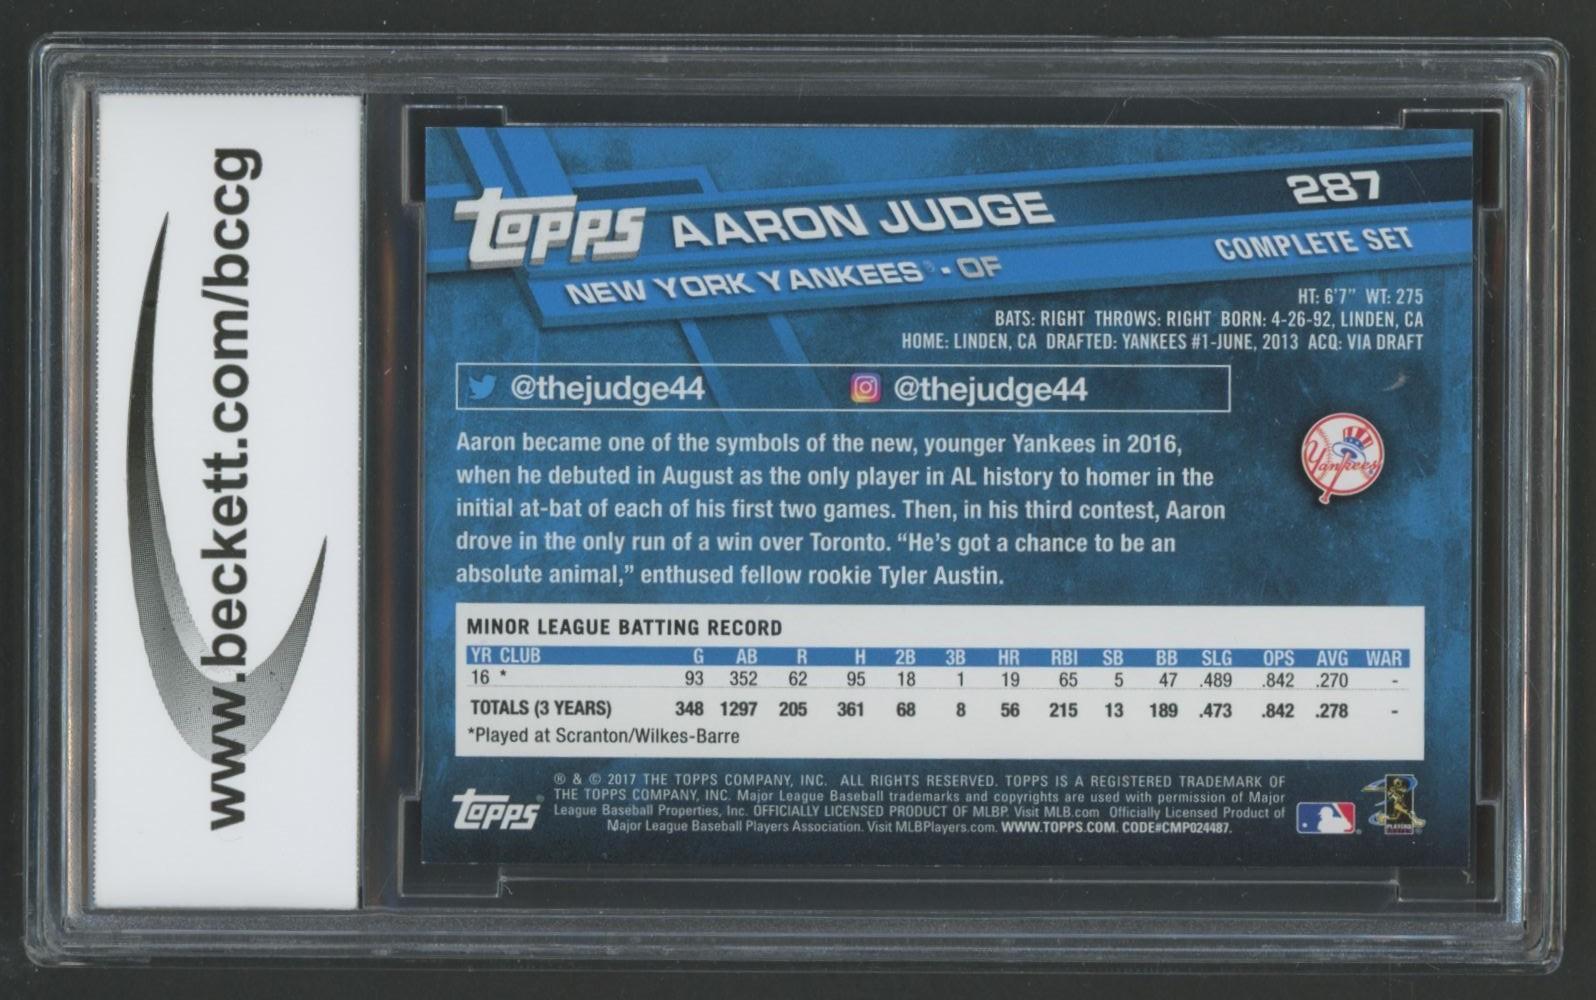 www.beckett.com/bccg
TOPPS AARON JUDGE 287
NEW YORK YANKEES® • OF COMPLETE SET
HT: 6'7" WT: 275
BATS: RIGHT THROWS: RIGHT BORN: 4-26-92, LINDEN, CA
HOME: LINDEN, CA DRAFTED: YANKEES #1-JUNE, 2013 ACQ: VIA DRAFT
@thejudge44 @thejudge44
Aaron became one of the symbols of the new, younger Yankees in 2016,
when he debuted in August as the only player in AL history to homer in the
initial at-bat of each of his first two games. Then, in his third contest, Aaron
drove in the only run of a win over Toronto. “He’s got a chance to be an
absolute animal,” enthused fellow rookie Tyler Austin.
Yankees
MINOR LEAGUE BATTING RECORD
YR CLUB G AB R H 2B 3B HR RBI SB BB SLG OPS AVG WAR
16 * 93 352 62 95 18 1 19 65 5 47 .489 .842 .270 -
TOTALS (3 YEARS) 348 1297 205 361 68 8 56 215 13 189 .473 .842 .278 -
*Played at Scranton/Wilkes-Barre
TOPPS®
® & © 2017 THE TOPPS COMPANY, INC. ALL RIGHTS RESERVED. TOPPS IS A REGISTERED TRADEMARK OF
THE TOPPS COMPANY, INC. Major League Baseball trademarks and copyrights are used with permission of Major
League Baseball Properties, Inc. OFFICIALLY LICENSED PRODUCT OF MLBP. Visit MLB.com Officially Licensed Product of
Major League Baseball Players Association. Visit MLBPlayers.com. WWW.TOPPS.COM. CODE#CMP024487.
PLAYERS